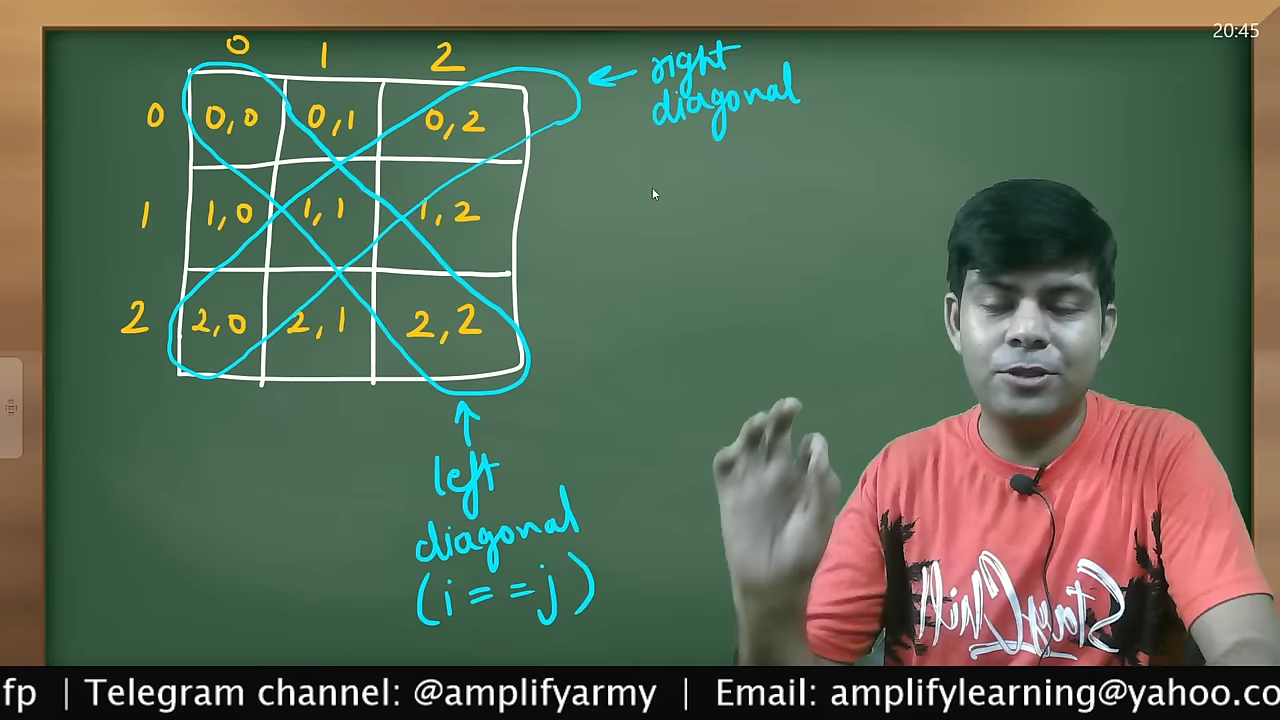 20:45
0 1 2
right
diagonal
0 0,0 0,1 0,2
1 1,0 1,1 1,2
2 2,0 2,1 2,2
left
diagonal
(i==j)
Stay Chill
fp | Telegram channel: @amplifyarmy | Email: amplifylearning@yahoo.co